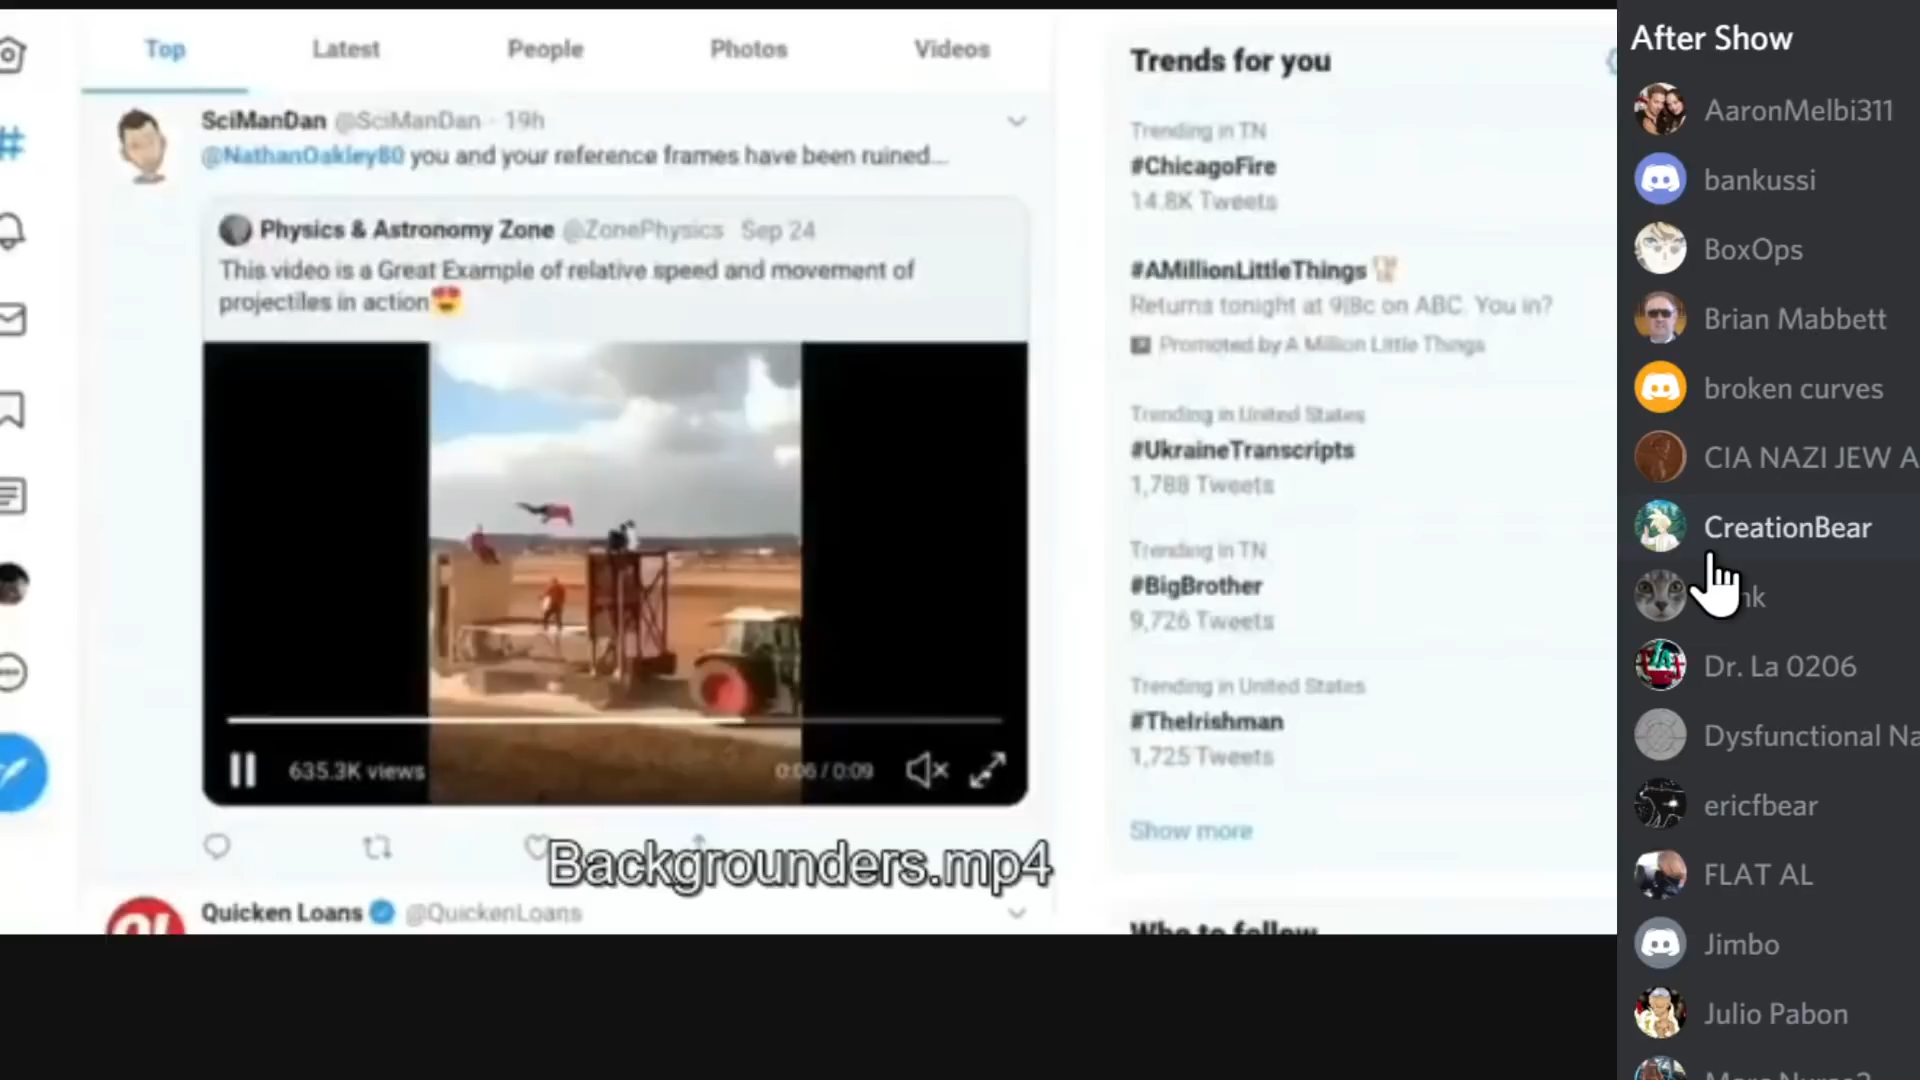 Top
Latest
People
Photos
Videos
SciManDan @SciManDan · 19h
@NathanOakley80 you and your reference frames have been ruined...
Physics & Astronomy Zone @ZonePhysics Sep 24
This video is a Great Example of relative speed and movement of
projectiles in action
635.3K views
0:06 / 0:09
Backgrounders.mp4
Quicken Loans @QuickenLoans
Trends for you
Trending in TN
#ChicagoFire
14.8K Tweets
#AMillionLittleThings
Returns tonight at 9|8c on ABC. You in?
Promoted by A Million Little Things
Trending in United States
#UkraineTranscripts
1,788 Tweets
Trending in TN
#BigBrother
9,726 Tweets
Trending in United States
#TheIrishman
1,725 Tweets
Show more
Who to follow
After Show
AaronMelbi311
bankussi
BoxOps
Brian Mabbett
broken curves
CIA NAZI JEW A
CreationBear
nk
Dr. La 0206
Dysfunctional Na
ericfbear
FLAT AL
Jimbo
Julio Pabon